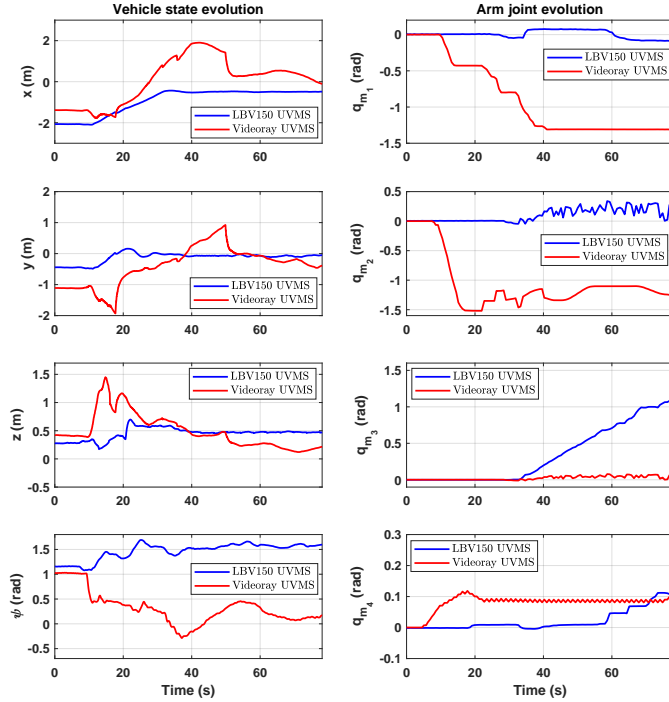 Vehicle state evolution
x (m)
2
0
-2
LBV150 UVMS
Videoray UVMS
0 20 40 60
y (m)
2
1
0
-1
-2
LBV150 UVMS
Videoray UVMS
0 20 40 60
z (m)
1.5
1
0.5
0
-0.5
LBV150 UVMS
Videoray UVMS
0 20 40 60
ψ (rad)
1.5
1
0.5
0
-0.5
LBV150 UVMS
Videoray UVMS
0 20 40 60
Time (s)
Arm joint evolution
q_m_1 (rad)
0
-0.5
-1
-1.5
LBV150 UVMS
Videoray UVMS
0 20 40 60
q_m_2 (rad)
0.5
0
-0.5
-1
-1.5
LBV150 UVMS
Videoray UVMS
0 20 40 60
q_m_3 (rad)
1.5
1
0.5
0
LBV150 UVMS
Videoray UVMS
0 20 40 60
q_m_4 (rad)
0.3
0.2
0.1
0
-0.1
LBV150 UVMS
Videoray UVMS
0 20 40 60
Time (s)